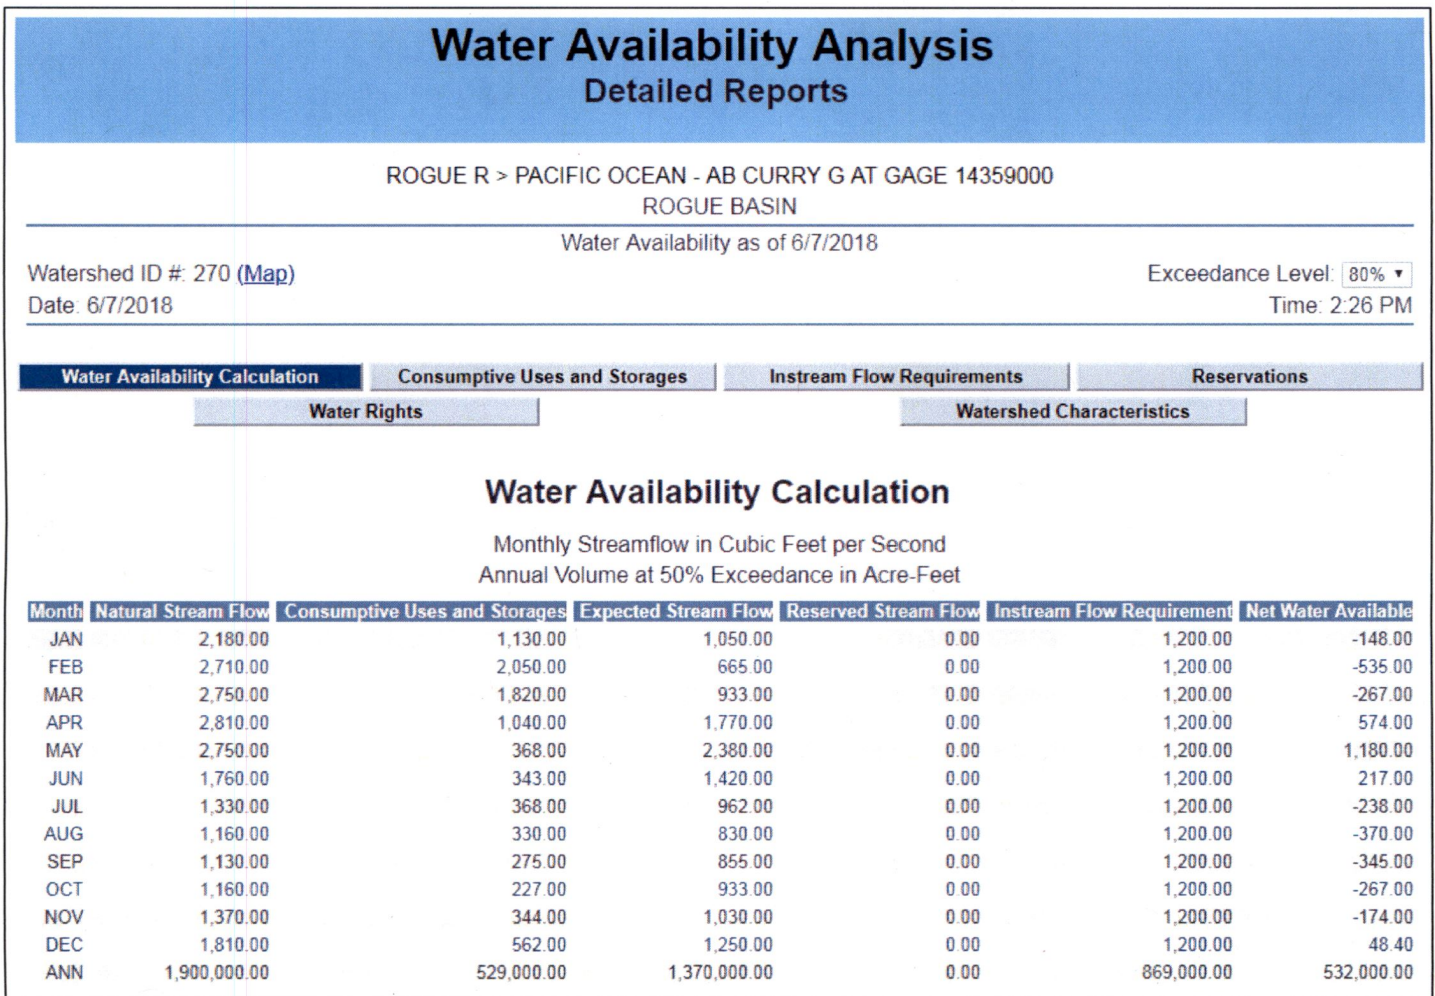 Water Availability Analysis
Detailed Reports
ROGUE R > PACIFIC OCEAN - AB CURRY G AT GAGE 14359000
ROGUE BASIN
Water Availability as of 6/7/2018
Watershed ID #: 270 (Map) Exceedance Level: 80%
Date: 6/7/2018 Time: 2:26 PM
Water Availability Calculation Consumptive Uses and Storages Instream Flow Requirements Reservations
Water Rights Watershed Characteristics
Water Availability Calculation
Monthly Streamflow in Cubic Feet per Second
Annual Volume at 50% Exceedance in Acre-Feet
Month Natural Stream Flow Consumptive Uses and Storages Expected Stream Flow Reserved Stream Flow Instream Flow Requirement Net Water Available
JAN 2,180.00 1,130.00 1,050.00 0.00 1,200.00 -148.00
FEB 2,710.00 2,050.00 665.00 0.00 1,200.00 -535.00
MAR 2,750.00 1,820.00 933.00 0.00 1,200.00 -267.00
APR 2,810.00 1,040.00 1,770.00 0.00 1,200.00 574.00
MAY 2,750.00 368.00 2,380.00 0.00 1,200.00 1,180.00
JUN 1,760.00 343.00 1,420.00 0.00 1,200.00 217.00
JUL 1,330.00 368.00 962.00 0.00 1,200.00 -238.00
AUG 1,160.00 330.00 830.00 0.00 1,200.00 -370.00
SEP 1,130.00 275.00 855.00 0.00 1,200.00 -345.00
OCT 1,160.00 227.00 933.00 0.00 1,200.00 -267.00
NOV 1,370.00 344.00 1,030.00 0.00 1,200.00 -174.00
DEC 1,810.00 562.00 1,250.00 0.00 1,200.00 48.40
ANN 1,900,000.00 529,000.00 1,370,000.00 0.00 869,000.00 532,000.00